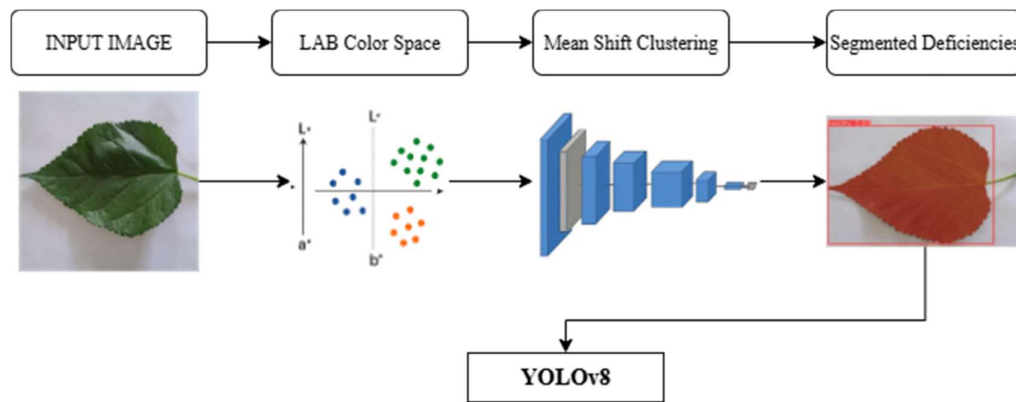 INPUT IMAGE
LAB Color Space
Mean Shift Clustering
Segmented Deficiencies
L*
a*
b*
YOLOv8